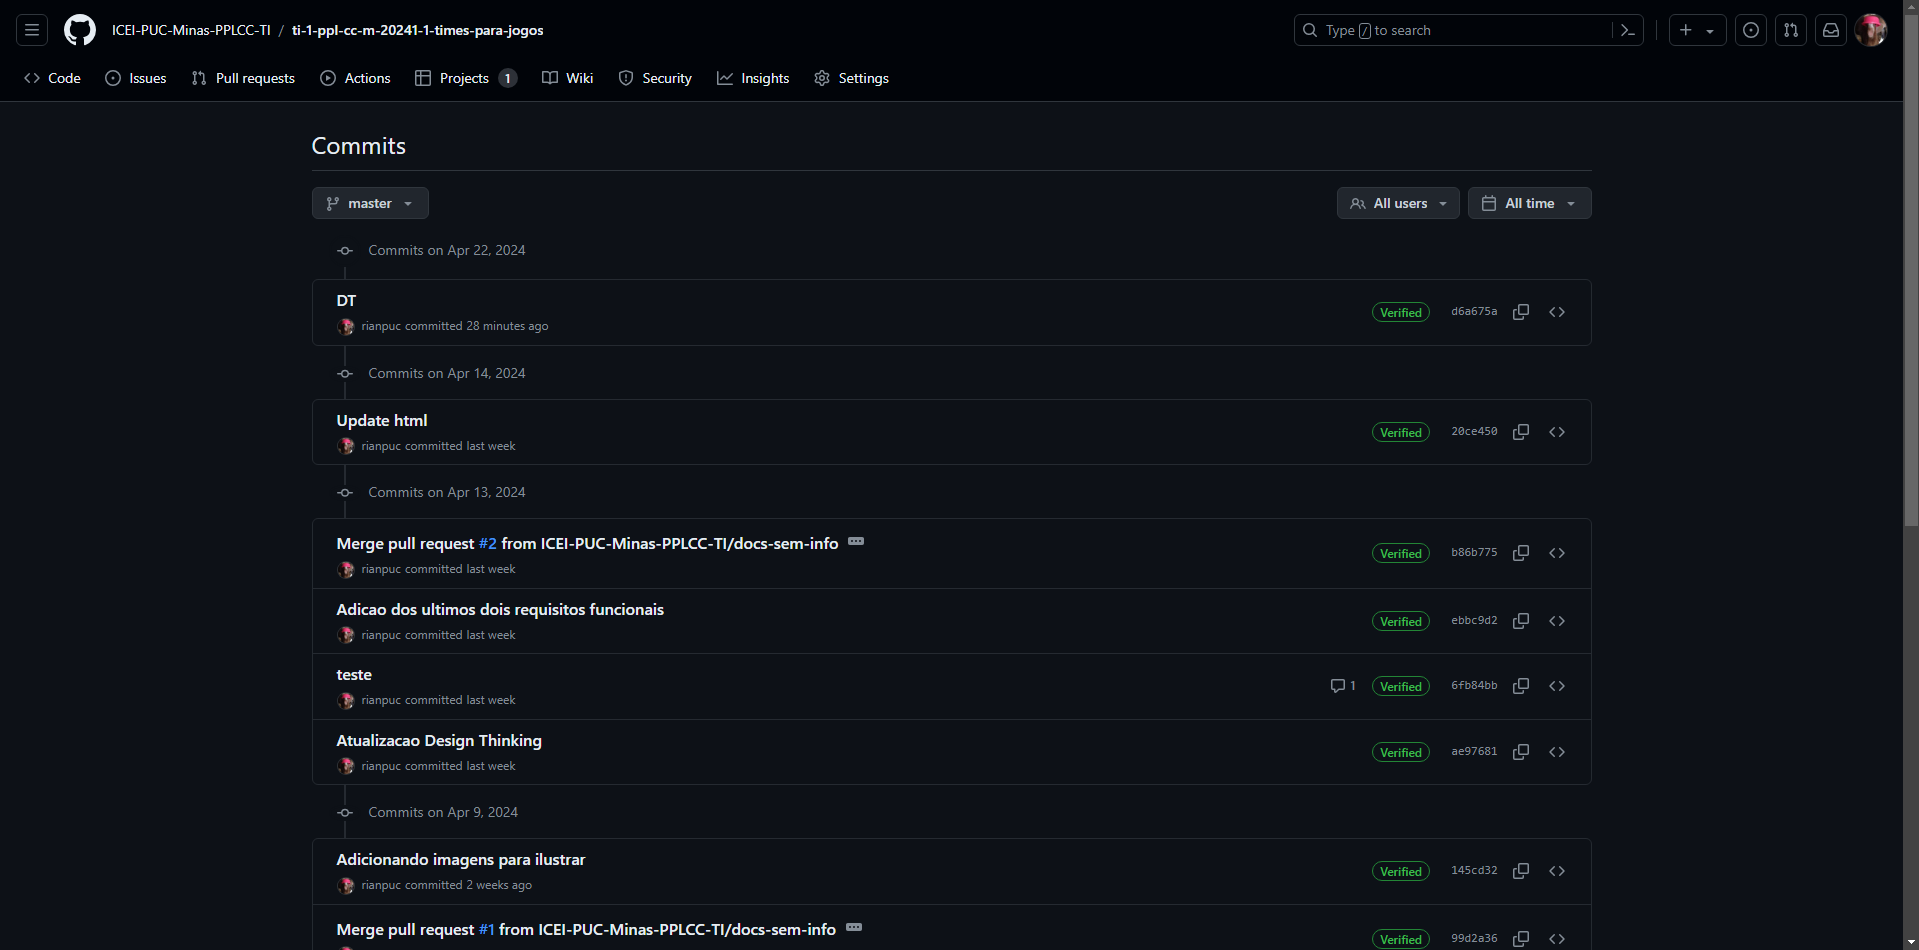 ICEI-PUC-Minas-PPLCC-TI / ti-1-ppl-cc-m-20241-1-times-para-jogos
Type / to search
Code Issues Pull requests Actions Projects 1 Wiki Security Insights Settings
Commits
master All users All time
Commits on Apr 22, 2024
DT
rianpuc committed 28 minutes ago
Verified d6a675a
Commits on Apr 14, 2024
Update html
rianpuc committed last week
Verified 20ce450
Commits on Apr 13, 2024
Merge pull request #2 from ICEI-PUC-Minas-PPLCC-TI/docs-sem-info
rianpuc committed last week
Verified b86b775
Adicao dos ultimos dois requisitos funcionais
rianpuc committed last week
Verified ebbc9d2
teste
rianpuc committed last week
1 Verified 6fb84bb
Atualizacao Design Thinking
rianpuc committed last week
Verified ae97681
Commits on Apr 9, 2024
Adicionando imagens para ilustrar
rianpuc committed 2 weeks ago
Verified 145cd32
Merge pull request #1 from ICEI-PUC-Minas-PPLCC-TI/docs-sem-info
Verified 99d2a36